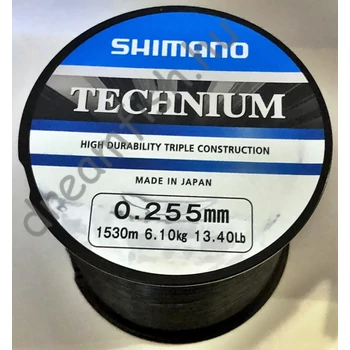 SHIMANO
TECHNIUM
HIGH DURABILITY TRIPLE CONSTRUCTION
MADE IN JAPAN
0.255mm
1530m 6.10kg 13.40Lb